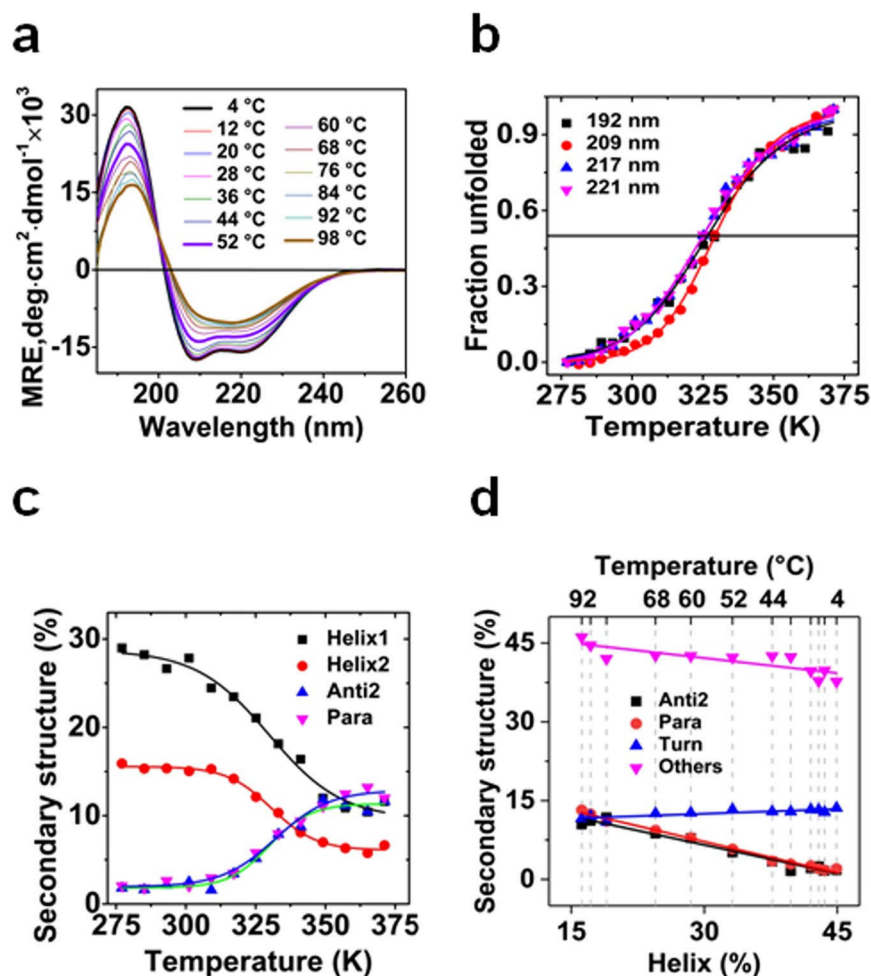 a
MRE,deg·cm²·dmol⁻¹×10³
30
15
0
-15
4 °C
12 °C
20 °C
28 °C
36 °C
44 °C
52 °C
60 °C
68 °C
76 °C
84 °C
92 °C
98 °C
200 220 240 260
Wavelength (nm)
b
Fraction unfolded
0.9
0.6
0.3
0.0
192 nm
209 nm
217 nm
221 nm
275 300 325 350 375
Temperature (K)
c
Secondary structure (%)
30
20
10
0
Helix1
Helix2
Anti2
Para
275 300 325 350 375
Temperature (K)
d
Temperature (°C)
92 68 60 52 44 4
Secondary structure (%)
45
30
15
0
Anti2
Para
Turn
Others
15 30 45
Helix (%)